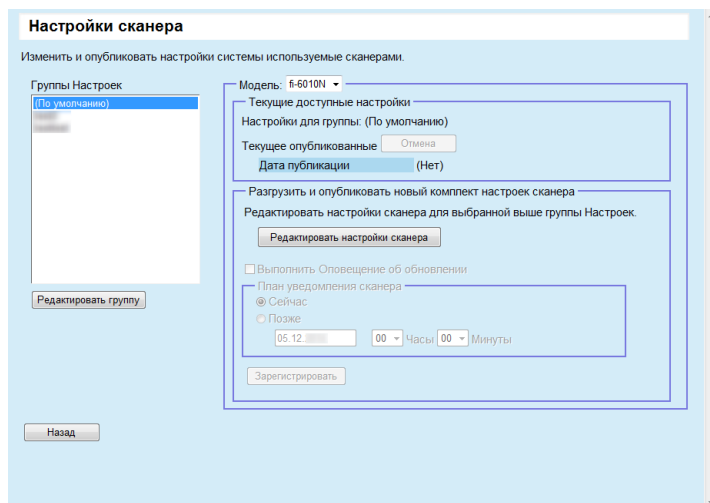 Настройки сканера
Изменить и опубликовать настройки системы используемые сканерами.
Группы Настроек
(По умолчанию)
Редактировать группу
Модель: fi-6010N
Текущие доступные настройки
Настройки для группы: (По умолчанию)
Текущее опубликованные Отмена
Дата публикации (Нет)
Разгрузить и опубликовать новый комплект настроек сканера
Редактировать настройки сканера для выбранной выше группы Настроек.
Редактировать настройки сканера
Выполнить Оповещение об обновлении
План уведомления сканера
Сейчас
Позже
05.12. 00 Часы 00 Минуты
Зарегистрировать
Назад